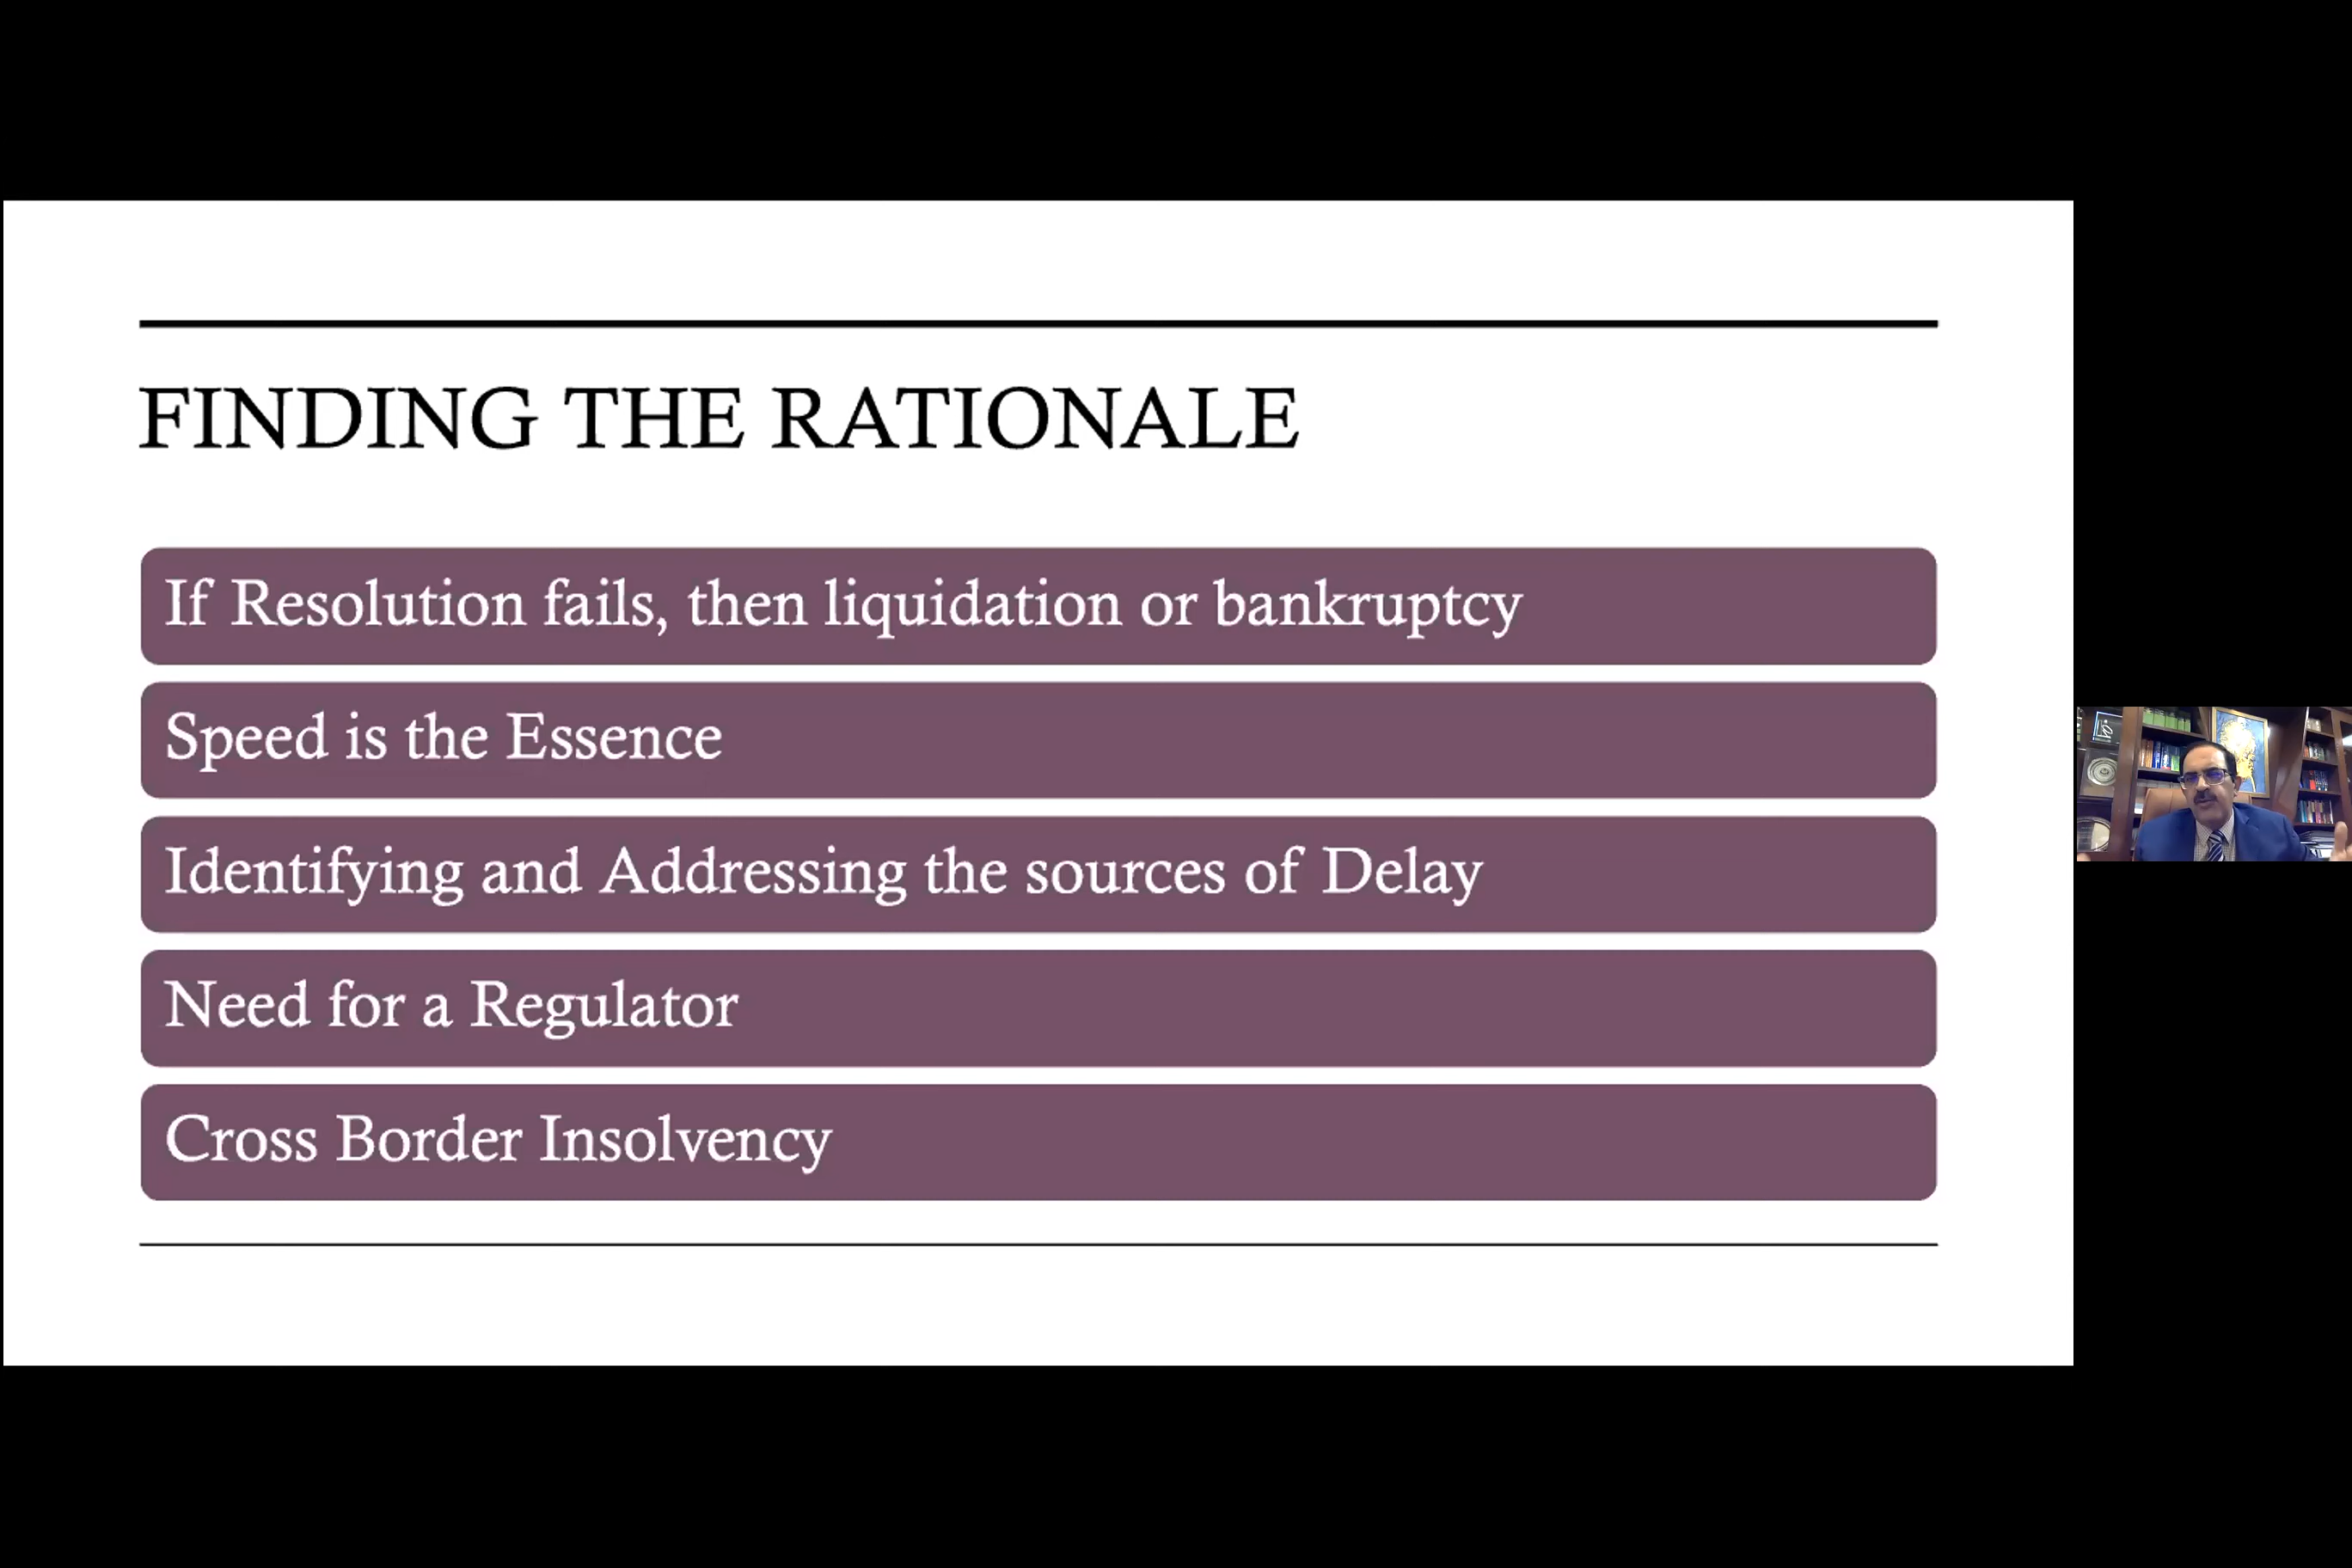 FINDING THE RATIONALE
If Resolution fails, then liquidation or bankruptcy
Speed is the Essence
Identifying and Addressing the sources of Delay
Need for a Regulator
Cross Border Insolvency